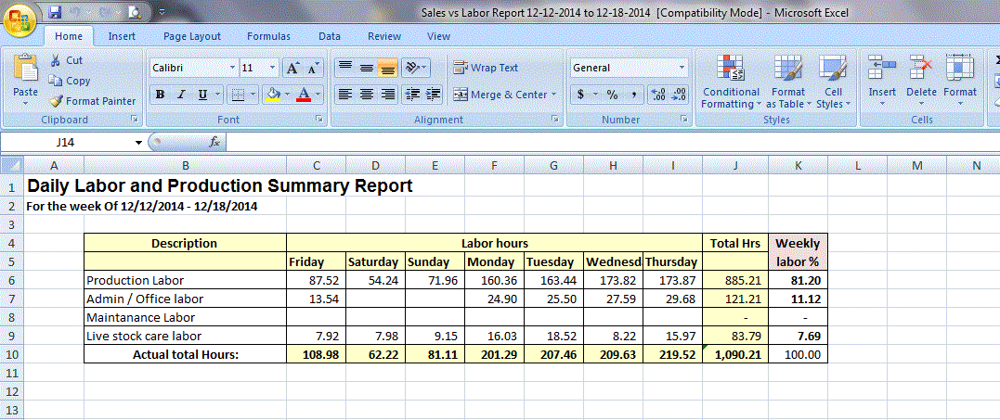 Sales vs Labor Report 12-12-2014 to 12-18-2014 [Compatibility Mode] - Microsoft Excel
Home Insert Page Layout Formulas Data Review View
Cut
Copy
Format Painter
Paste
Clipboard
Calibri 11
B I U
Font
Wrap Text
Merge & Center
Alignment
General
$ % ,
Number
Conditional Formatting
Format as Table
Cell Styles
Styles
Insert Delete Format
Cells
J14 fx
A B C D E F G H I J K L M N
1 Daily Labor and Production Summary Report
2 For the week Of 12/12/2014 - 12/18/2014
3
4 Description Labor hours Total Hrs Weekly
5 Friday Saturday Sunday Monday Tuesday Wednesd Thursday labor %
6 Production Labor 87.52 54.24 71.96 160.36 163.44 173.82 173.87 885.21 81.20
7 Admin / Office labor 13.54 24.90 25.50 27.59 29.68 121.21 11.12
8 Maintanance Labor - -
9 Live stock care labor 7.92 7.98 9.15 16.03 18.52 8.22 15.97 83.79 7.69
10 Actual total Hours: 108.98 62.22 81.11 201.29 207.46 209.63 219.52 1,090.21 100.00
11
12
13